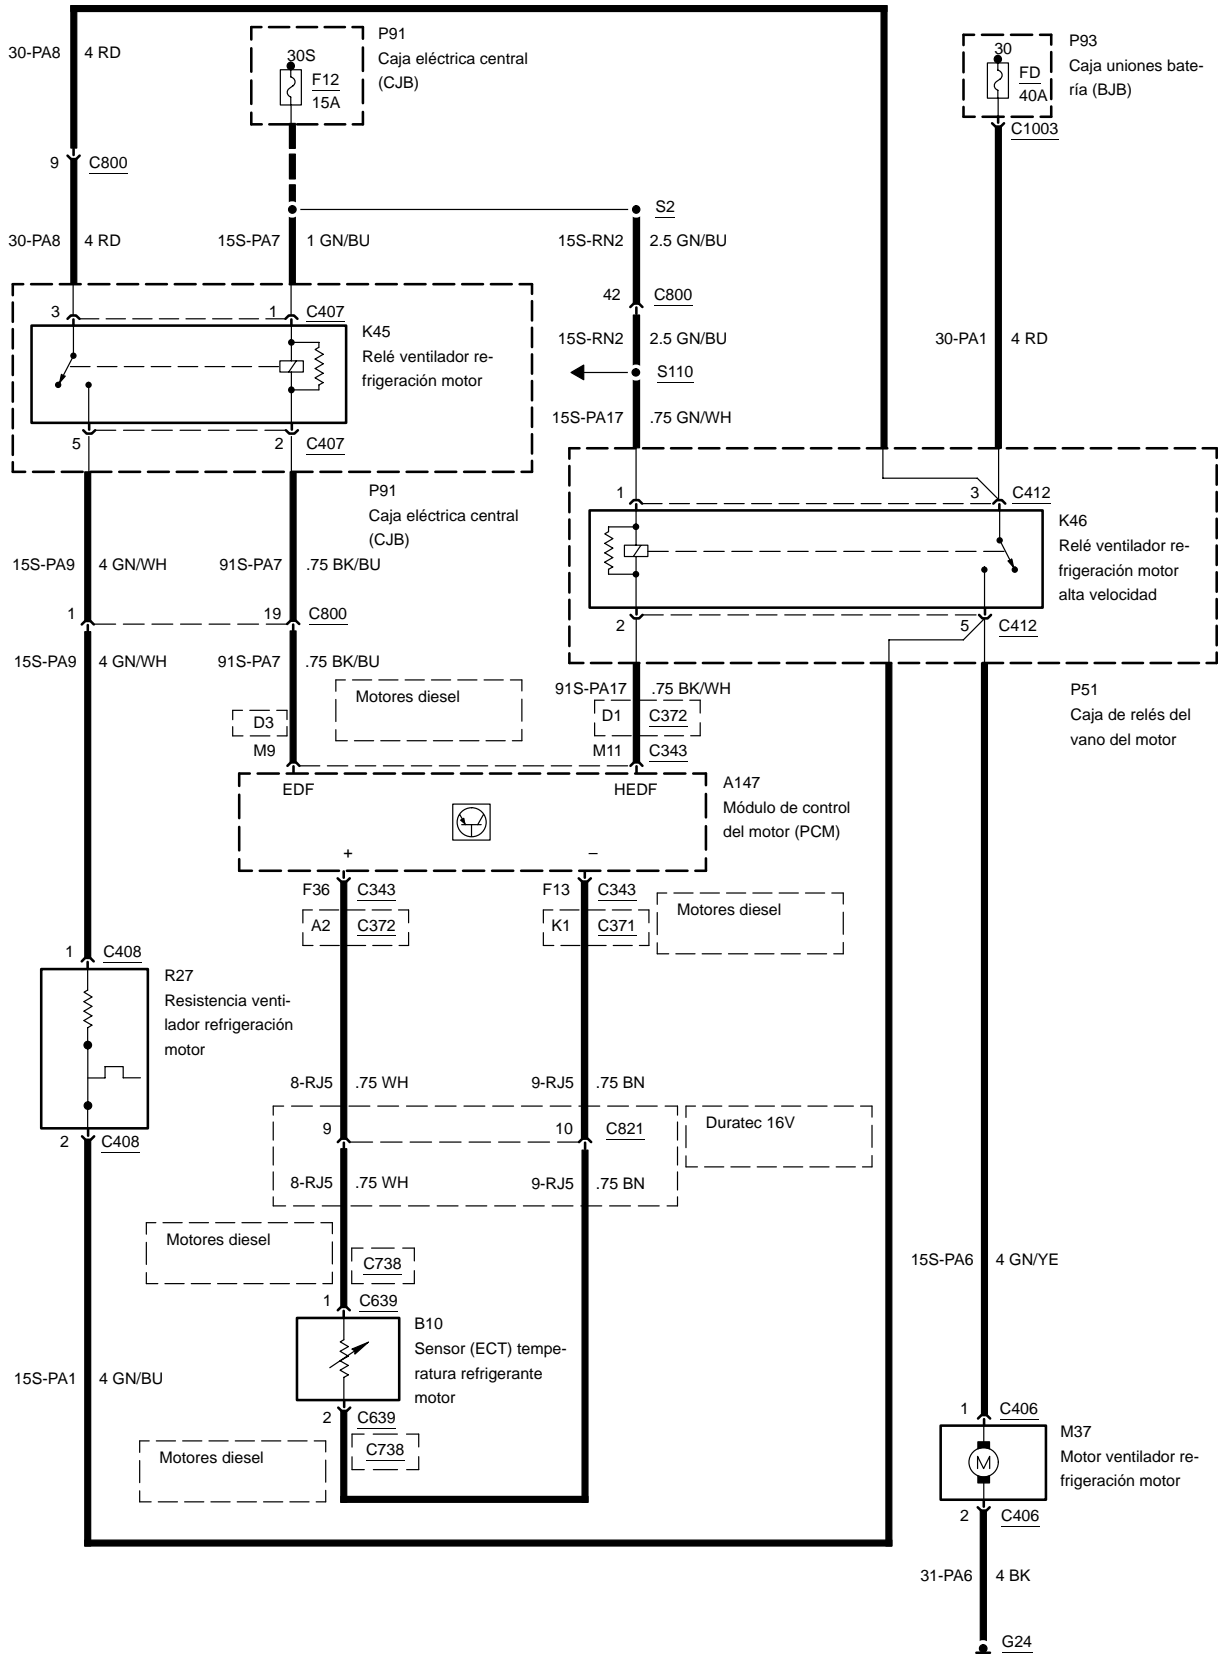 30-PA8 4 RD
30S
F12
15A
P91
Caja eléctrica central
(CJB)
30
FD
40A
P93
Caja uniones bate-
ría (BJB)
C1003
9 C800
S2
30-PA8 4 RD
15S-PA7 1 GN/BU
15S-RN2 2.5 GN/BU
42 C800
3 1 C407
K45
Relé ventilador re-
frigeración motor
15S-RN2 2.5 GN/BU
30-PA1 4 RD
S110
15S-PA17 .75 GN/WH
5 2 C407
P91
Caja eléctrica central
(CJB)
1 3 C412
K46
Relé ventilador re-
frigeración motor
alta velocidad
15S-PA9 4 GN/WH
91S-PA7 .75 BK/BU
1 19 C800
2 5 C412
15S-PA9 4 GN/WH
91S-PA7 .75 BK/BU
Motores diesel
91S-PA17 .75 BK/WH
P51
Caja de relés del
vano del motor
D3
D1 C372
M9
M11 C343
EDF HEDF
A147
Módulo de control
del motor (PCM)
M
+ –
F36 C343
F13 C343
A2 C372
K1 C371
Motores diesel
1 C408
R27
Resistencia venti-
lador refrigeración
motor
8-RJ5 .75 WH
9-RJ5 .75 BN
9 10 C821
Duratec 16V
2 C408
8-RJ5 .75 WH
9-RJ5 .75 BN
Motores diesel
C738
15S-PA6 4 GN/YE
1 C639
B10
Sensor (ECT) tempe-
ratura refrigerante
motor
15S-PA1 4 GN/BU
2 C639
1 C406
M37
Motor ventilador re-
frigeración motor
Motores diesel
C738
2 C406
31-PA6 4 BK
G24